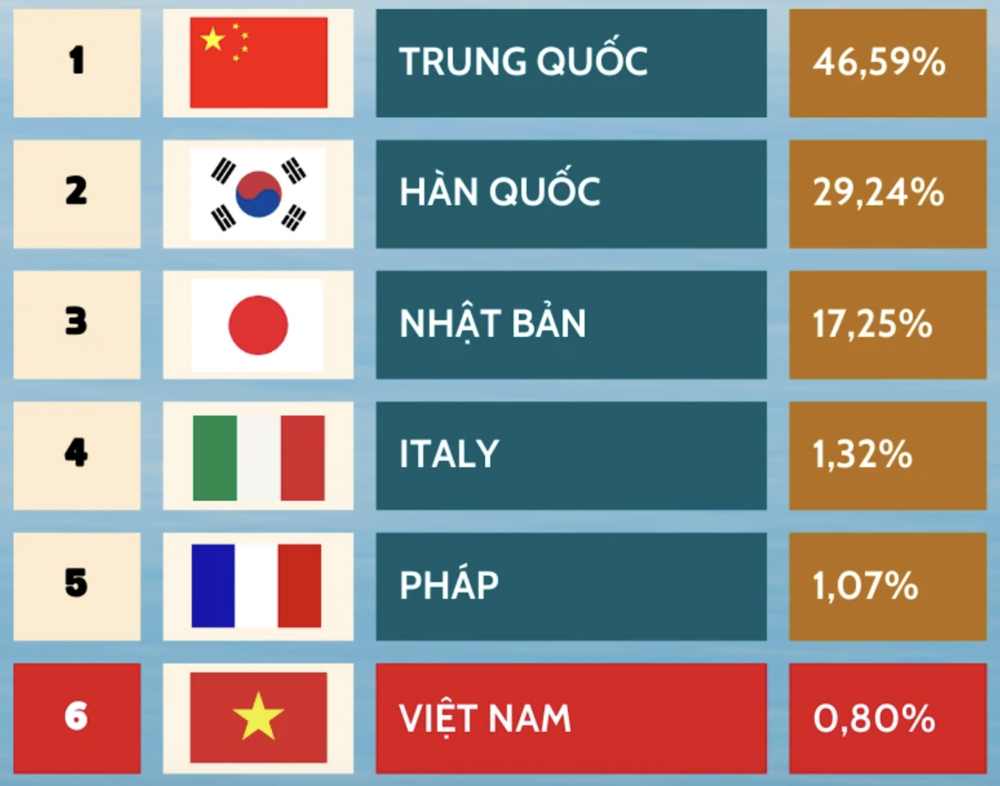 1 TRUNG QUỐC 46,59%
2 HÀN QUỐC 29,24%
3 NHẬT BẢN 17,25%
4 ITALY 1,32%
5 PHÁP 1,07%
6 VIỆT NAM 0,80%